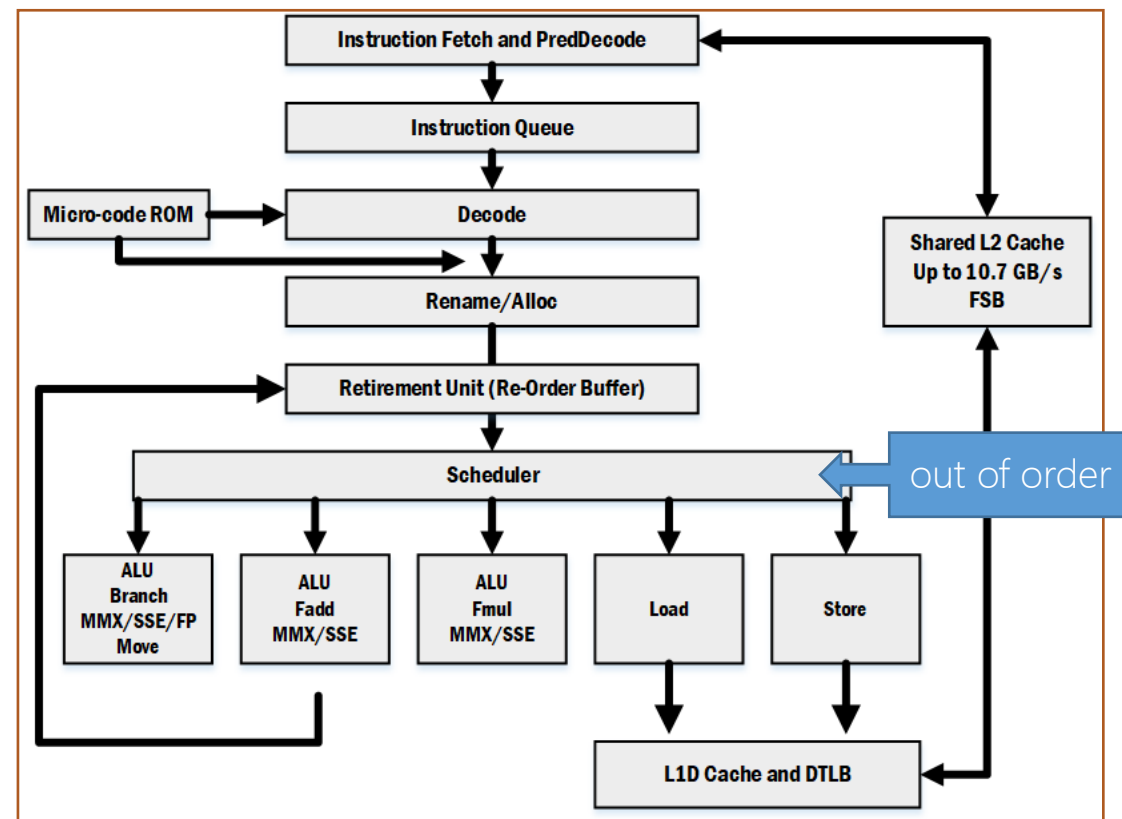 Instruction Fetch and PredDecode
Instruction Queue
Micro-code ROM
Decode
Shared L2 Cache
Up to 10.7 GB/s
FSB
Rename/Alloc
Retirement Unit (Re-Order Buffer)
Scheduler
out of order
ALU
Branch
MMX/SSE/FP
Move
ALU
Fadd
MMX/SSE
ALU
Fmul
MMX/SSE
Load
Store
L1D Cache and DTLB